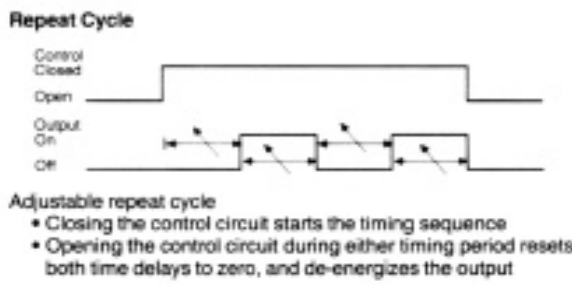 Repeat Cycle
Control
Closed
Open
Output
On
Off
Adjustable repeat cycle
• Closing the control circuit starts the timing sequence
• Opening the control circuit during either timing period resets
both time delays to zero, and de-energizes the output